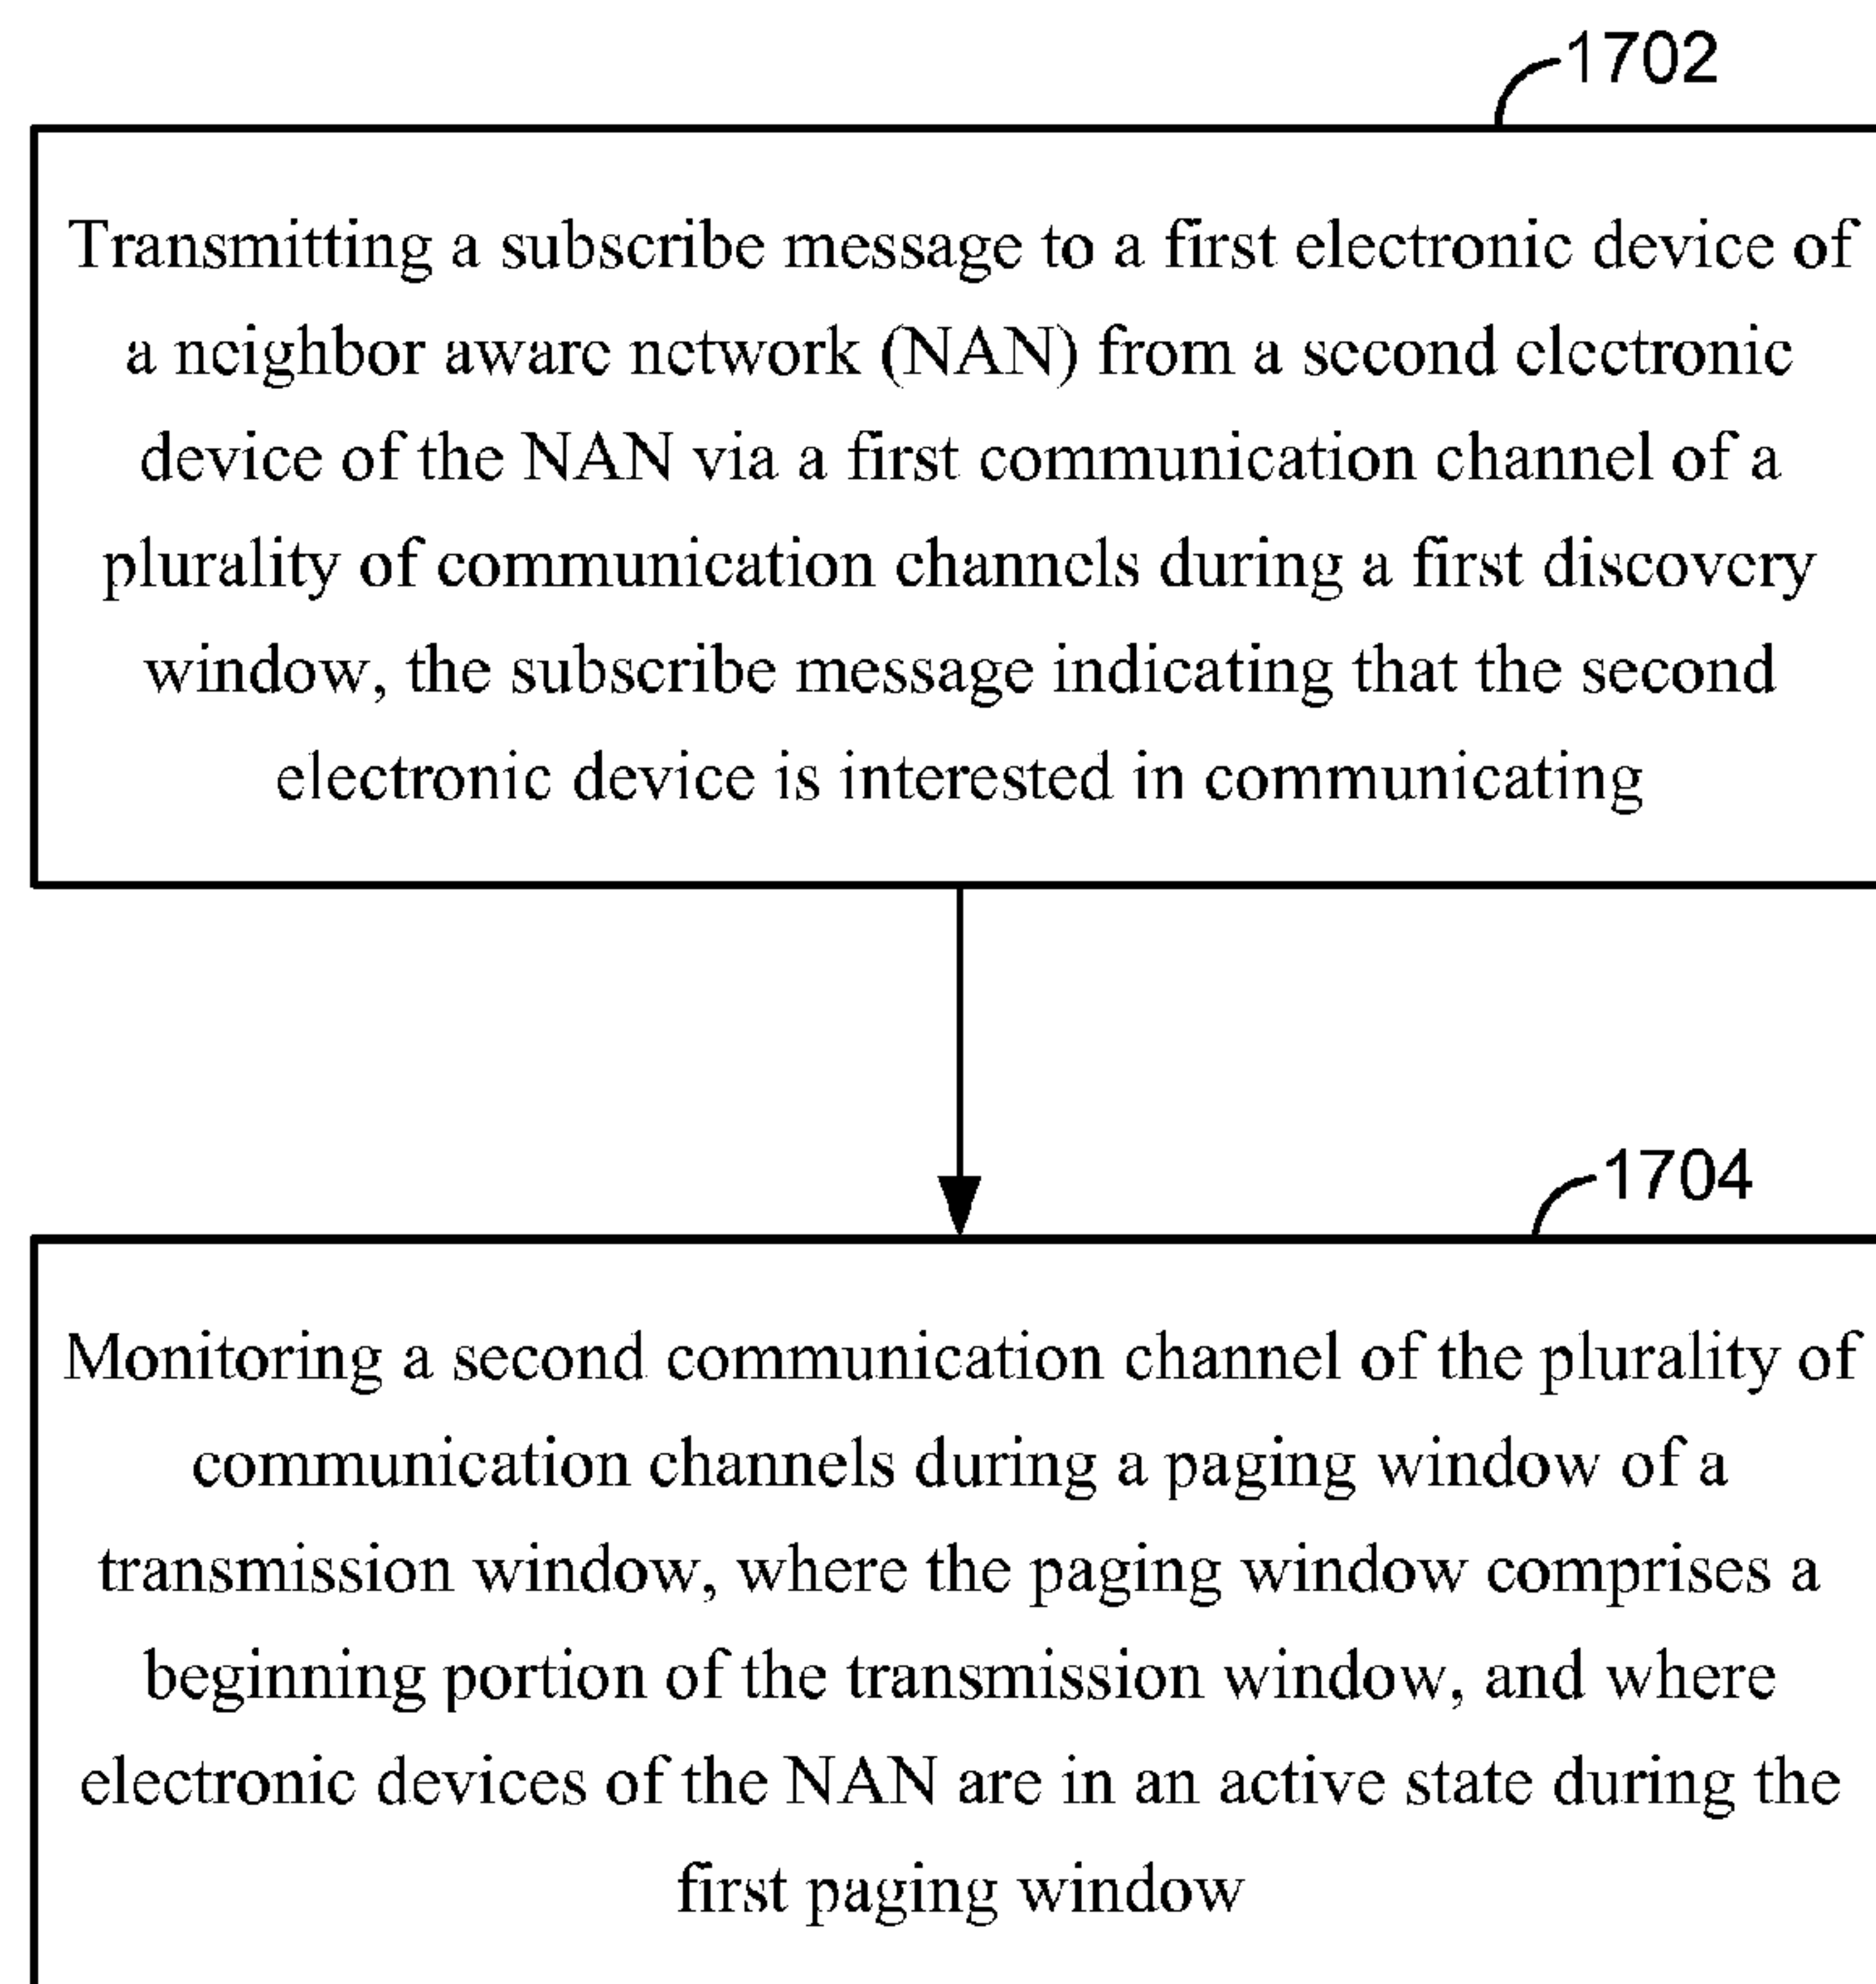 1702
Transmitting a subscribe message to a first electronic device of
a neighbor aware network (NAN) from a second electronic
device of the NAN via a first communication channel of a
plurality of communication channels during a first discovery
window, the subscribe message indicating that the second
electronic device is interested in communicating
1704
Monitoring a second communication channel of the plurality of
communication channels during a paging window of a
transmission window, where the paging window comprises a
beginning portion of the transmission window, and where
electronic devices of the NAN are in an active state during the
first paging window